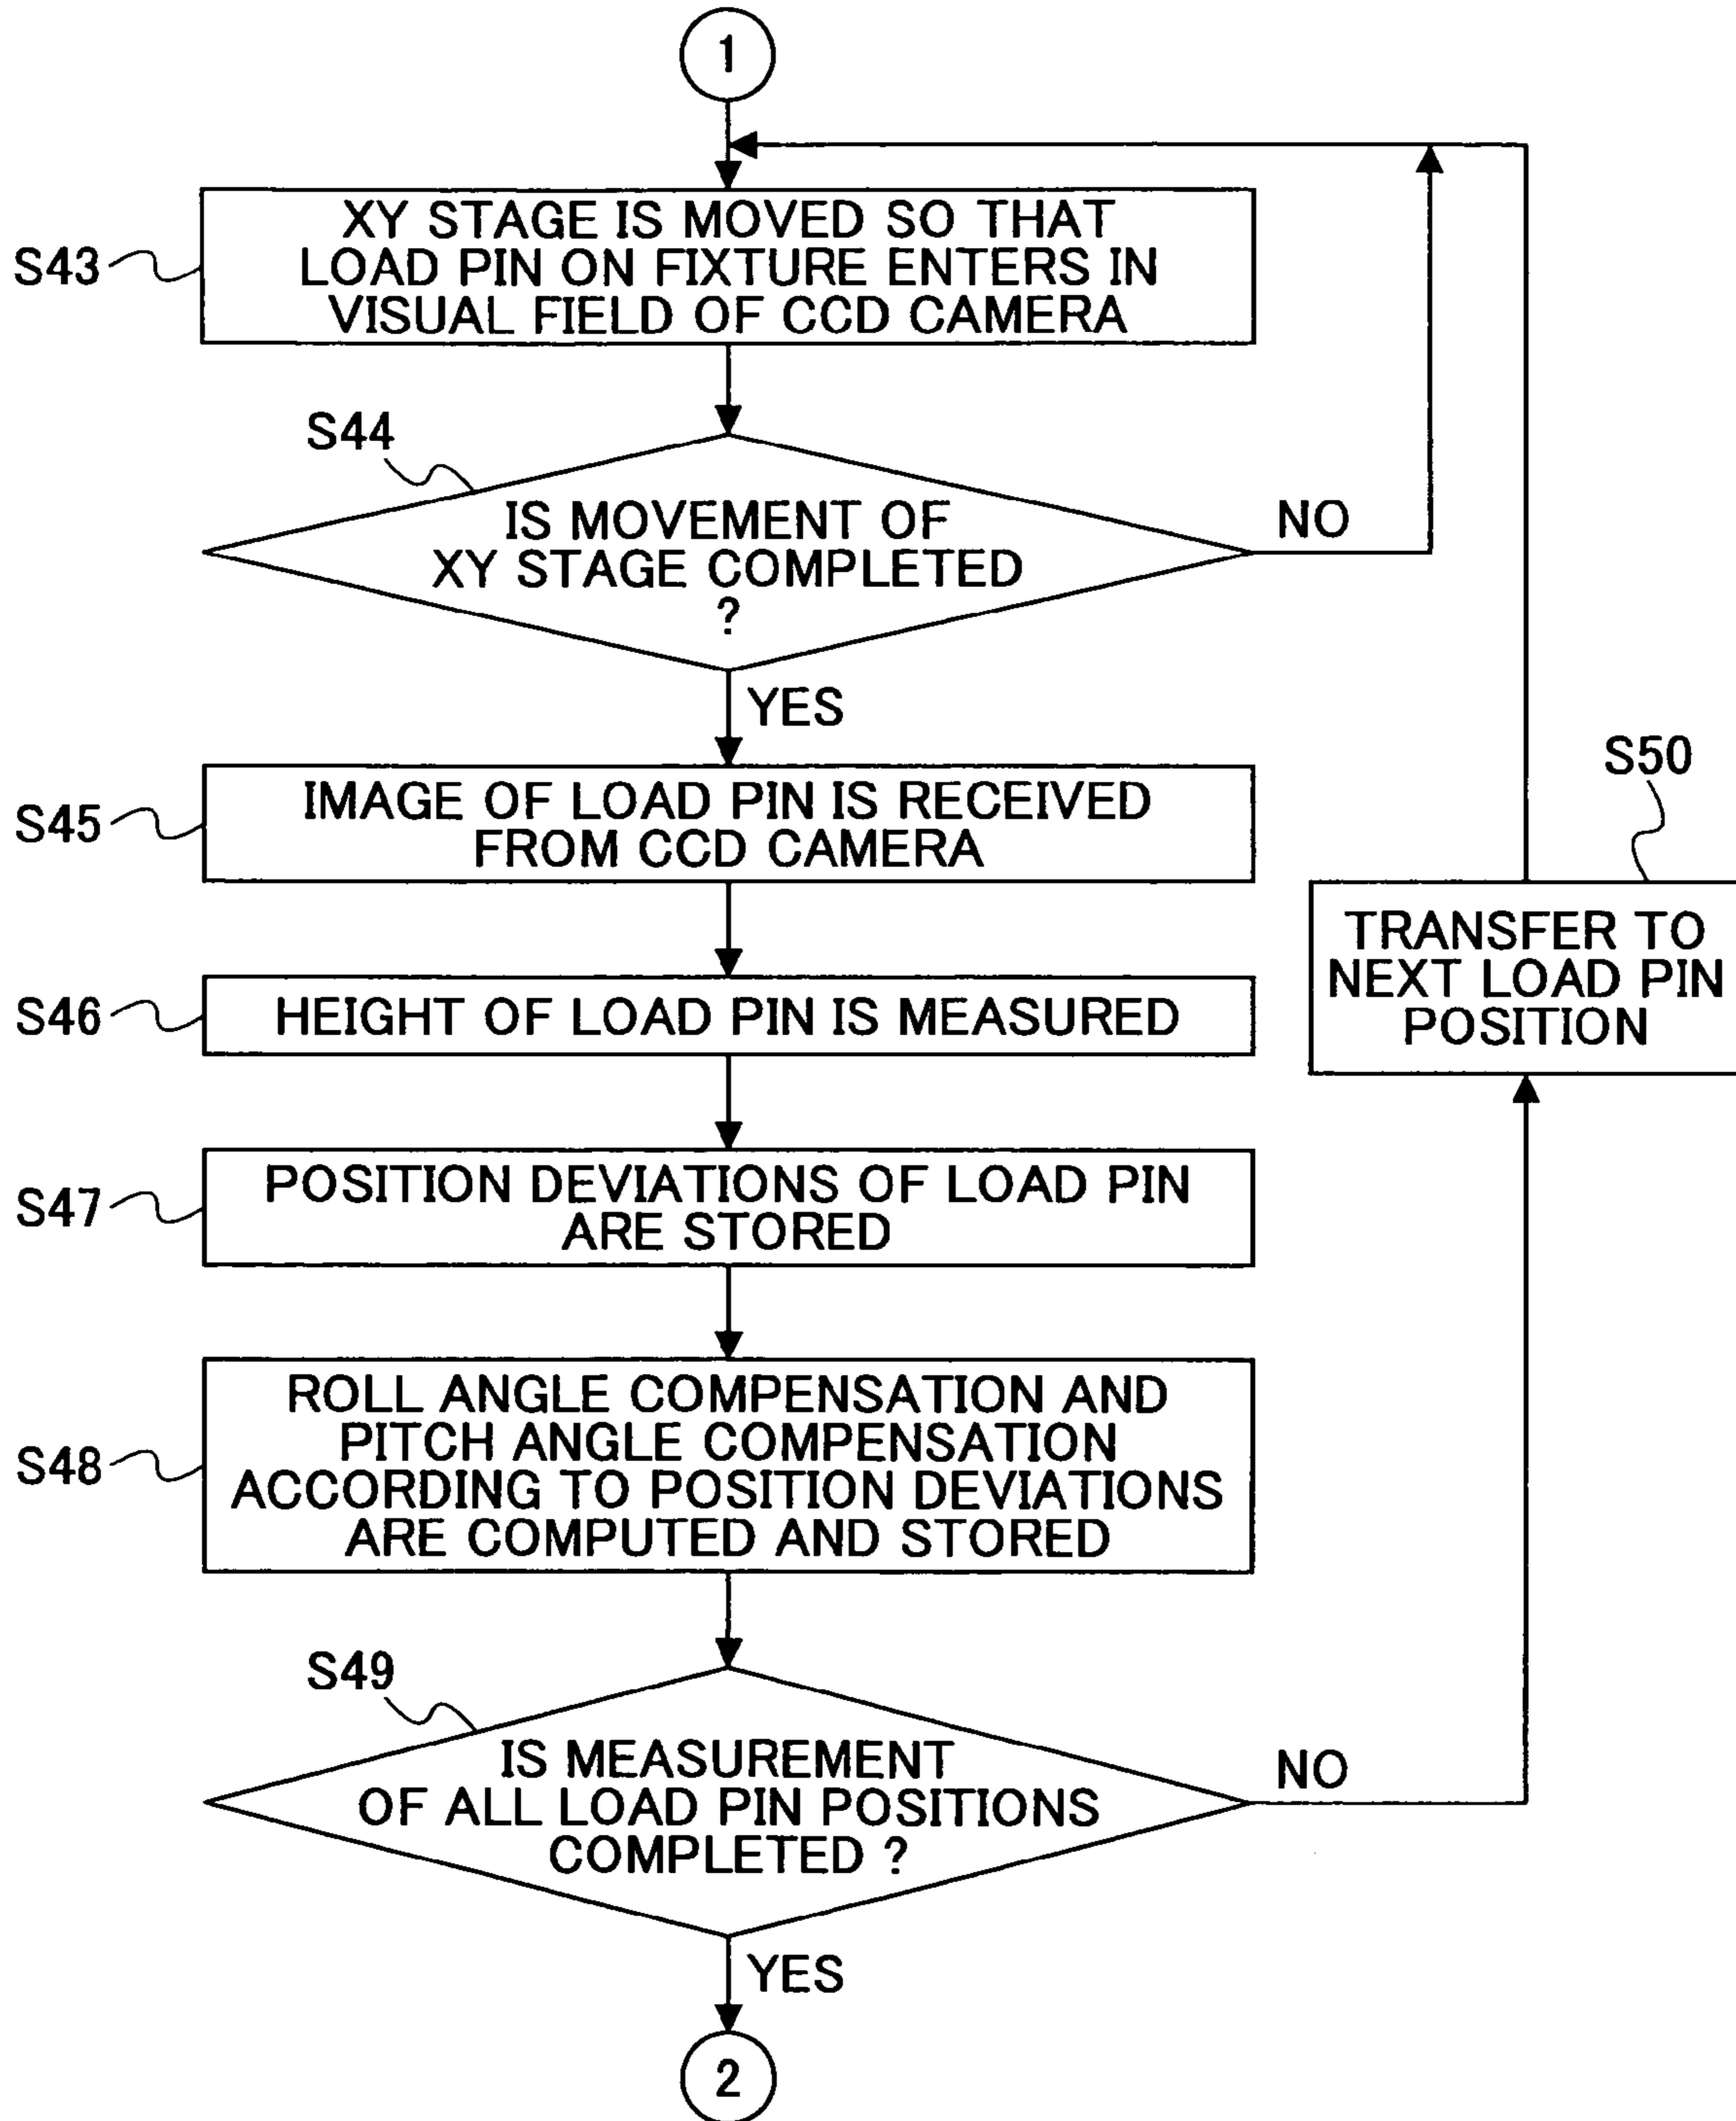 1
S43
XY STAGE IS MOVED SO THAT
LOAD PIN ON FIXTURE ENTERS IN
VISUAL FIELD OF CCD CAMERA
S44
IS MOVEMENT OF
XY STAGE COMPLETED
?
NO
YES
S45
IMAGE OF LOAD PIN IS RECEIVED
FROM CCD CAMERA
S50
TRANSFER TO
NEXT LOAD PIN
POSITION
S46
HEIGHT OF LOAD PIN IS MEASURED
S47
POSITION DEVIATIONS OF LOAD PIN
ARE STORED
S48
ROLL ANGLE COMPENSATION AND
PITCH ANGLE COMPENSATION
ACCORDING TO POSITION DEVIATIONS
ARE COMPUTED AND STORED
S49
IS MEASUREMENT
OF ALL LOAD PIN POSITIONS
COMPLETED ?
NO
YES
2